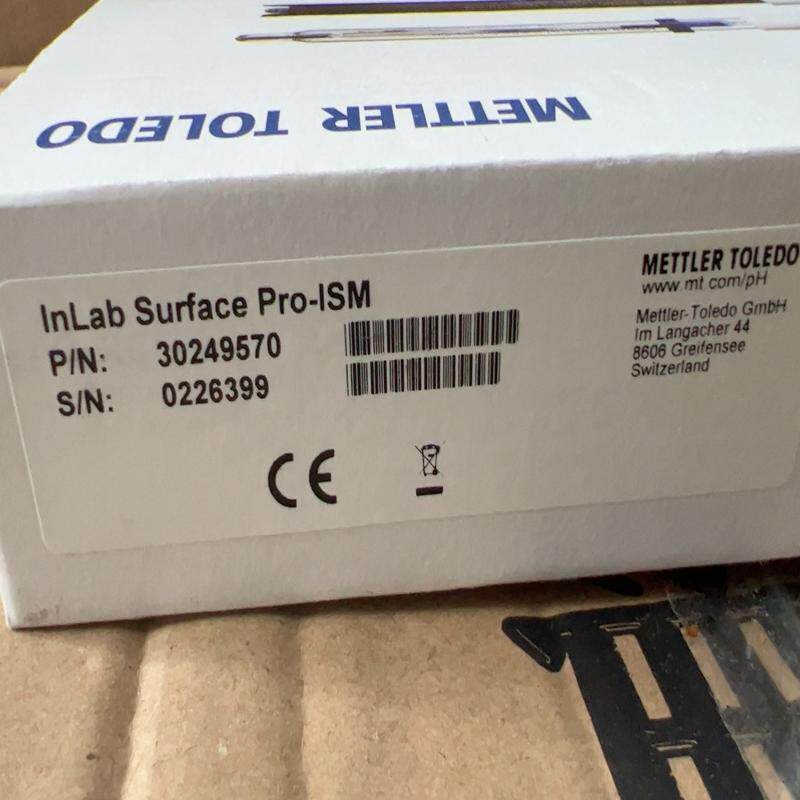 METTLER TOLEDO
InLab Surface Pro-ISM
P/N: 30249570
S/N: 0226399
CE
METTLER TOLEDO
www.mt.com/pH
Mettler-Toledo GmbH
Im Langacher 44
8606 Greifensee
Switzerland